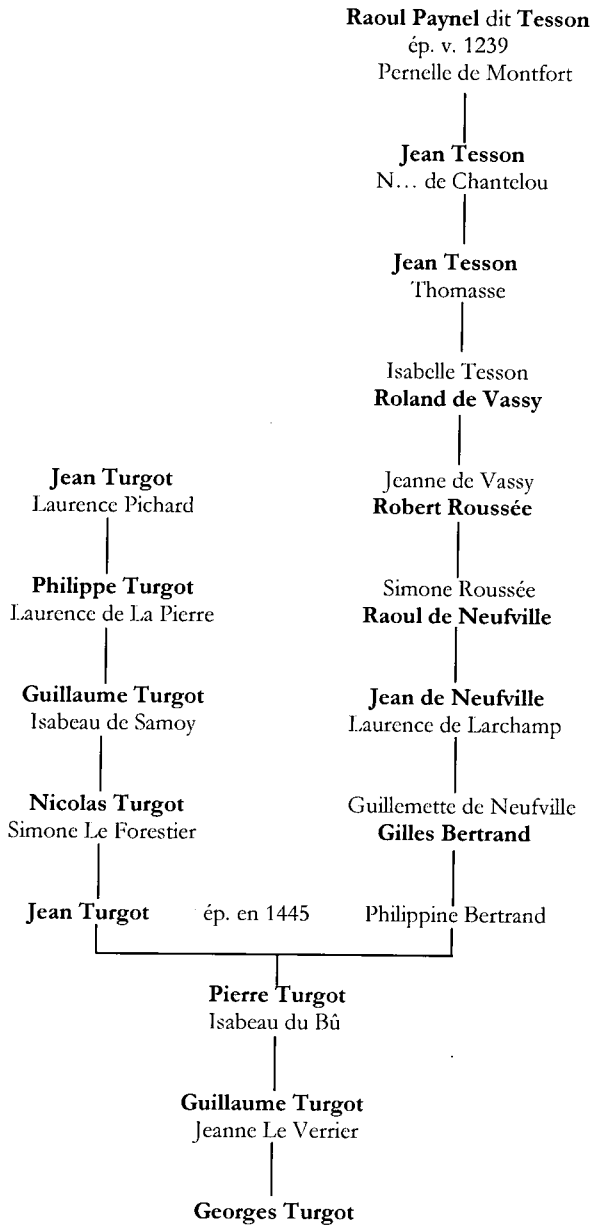 Raoul Paynel dit Tesson
ép. v. 1239
Pernelle de Montfort
Jean Tesson
N... de Chantelou
Jean Tesson
Thomasse
Isabelle Tesson
Roland de Vassy
Jeanne de Vassy
Robert Roussée
Simone Roussée
Raoul de Neufville
Jean de Neufville
Laurence de Larchamp
Guillemette de Neufville
Gilles Bertrand
Jean Turgot
Laurence Pichard
Philippe Turgot
Laurence de La Pierre
Guillaume Turgot
Isabeau de Samoy
Nicolas Turgot
Simone Le Forestier
Jean Turgot ép. en 1445 Philippine Bertrand
Pierre Turgot
Isabeau du Bû
Guillaume Turgot
Jeanne Le Verrier
Georges Turgot